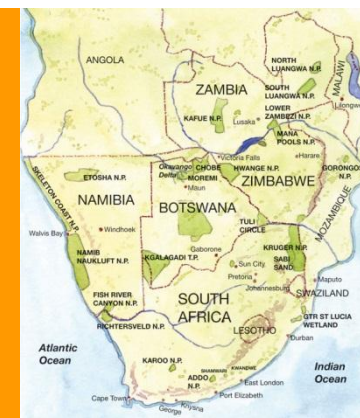 ANGOLA
NORTH
LUANGWA N.P.
MALAWI
ZAMBIA
SOUTH
LUANGWA N.P.
LOWER
ZAMBEZI N.P.
KAFUE N.P.
Lusaka
MANA
POOLS N.P.
Harare
Victoria Falls
Okavango
Delta
CHOBE
MOREMI
HWANGE N.P.
GORONGOS
N.P.
ETOSHA N.P.
Maun
ZIMBABWE
SKELETON COAST N.P.
NAMIBIA
BOTSWANA
MOZAMBIQUE
TULI
CIRCLE
Walvis Bay
Windhoek
KRUGER N.P.
NAMIB
NAUKLUFT N.P.
KGALAGADI T.P.
Gaborone
SABI
SAND
Sun City
Pretoria
Maputo
Johannesburg
SWAZILAND
FISH RIVER
CANYON N.P.
SOUTH
AFRICA
RICHTERSVELD N.P.
GTR ST LUCIA
WETLAND
LESOTHO
Durban
Atlantic
Ocean
Indian
Ocean
KAROO N.P.
SHAMWARI
KWANDWE
ADDO
N.P.
East London
Port Elizabeth
Cape Town
Knysna
George